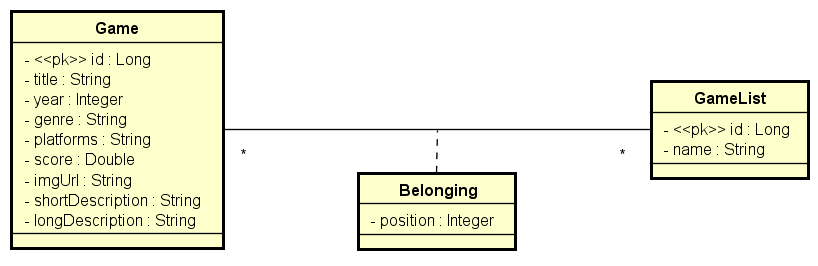 Game
- <<pk>> id : Long
- title : String
- year : Integer
- genre : String
- platforms : String
- score : Double
- imgUrl : String
- shortDescription : String
- longDescription : String
*
*
GameList
- <<pk>> id : Long
- name : String
Belonging
- position : Integer